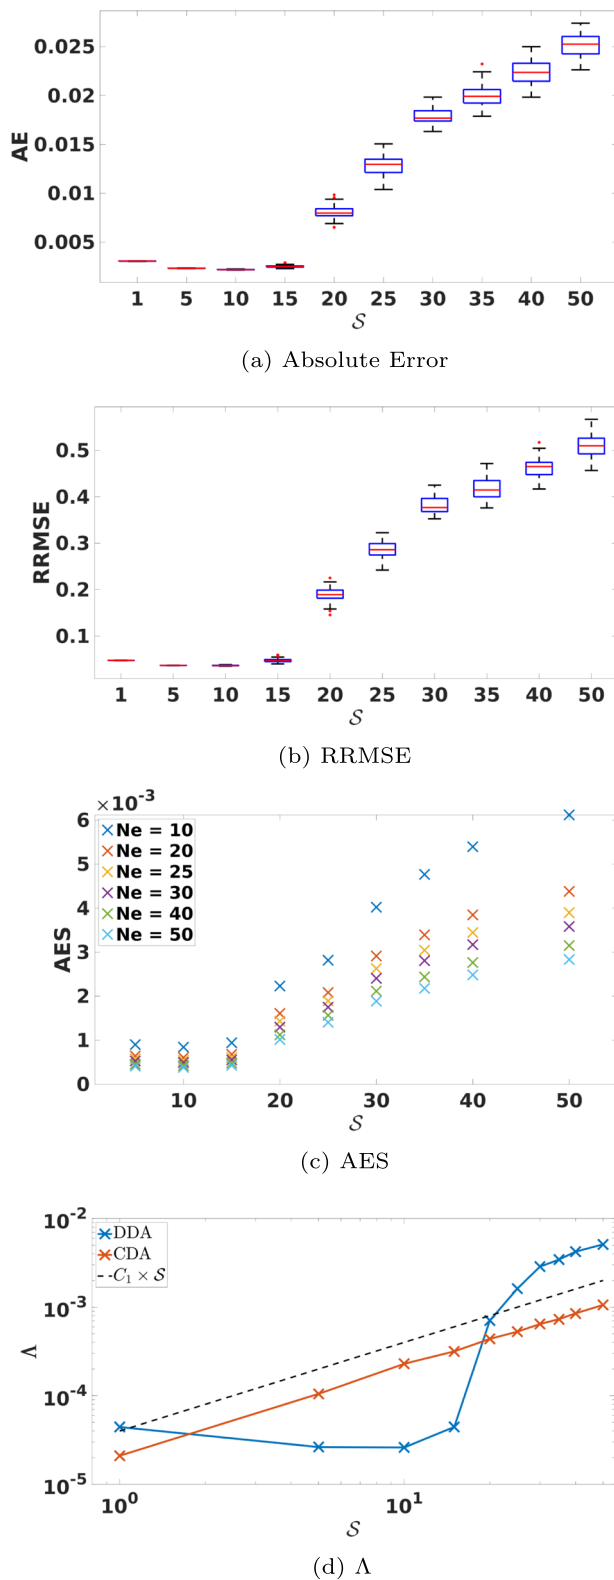 0.025
0.02
0.015
0.01
0.005
AE
1 5 10 15 20 25 30 35 40 50
𝒮
(a) Absolute Error
0.5
0.4
0.3
0.2
0.1
RRMSE
1 5 10 15 20 25 30 35 40 50
𝒮
(b) RRMSE
×10⁻³
6
5
4
3
2
1
0
AES
Ne = 10
Ne = 20
Ne = 25
Ne = 30
Ne = 40
Ne = 50
10 20 30 40 50
𝒮
(c) AES
10⁻²
10⁻³
10⁻⁴
10⁻⁵
Λ
DDA
CDA
C₁ × 𝒮
10⁰ 10¹
𝒮
(d) Λ